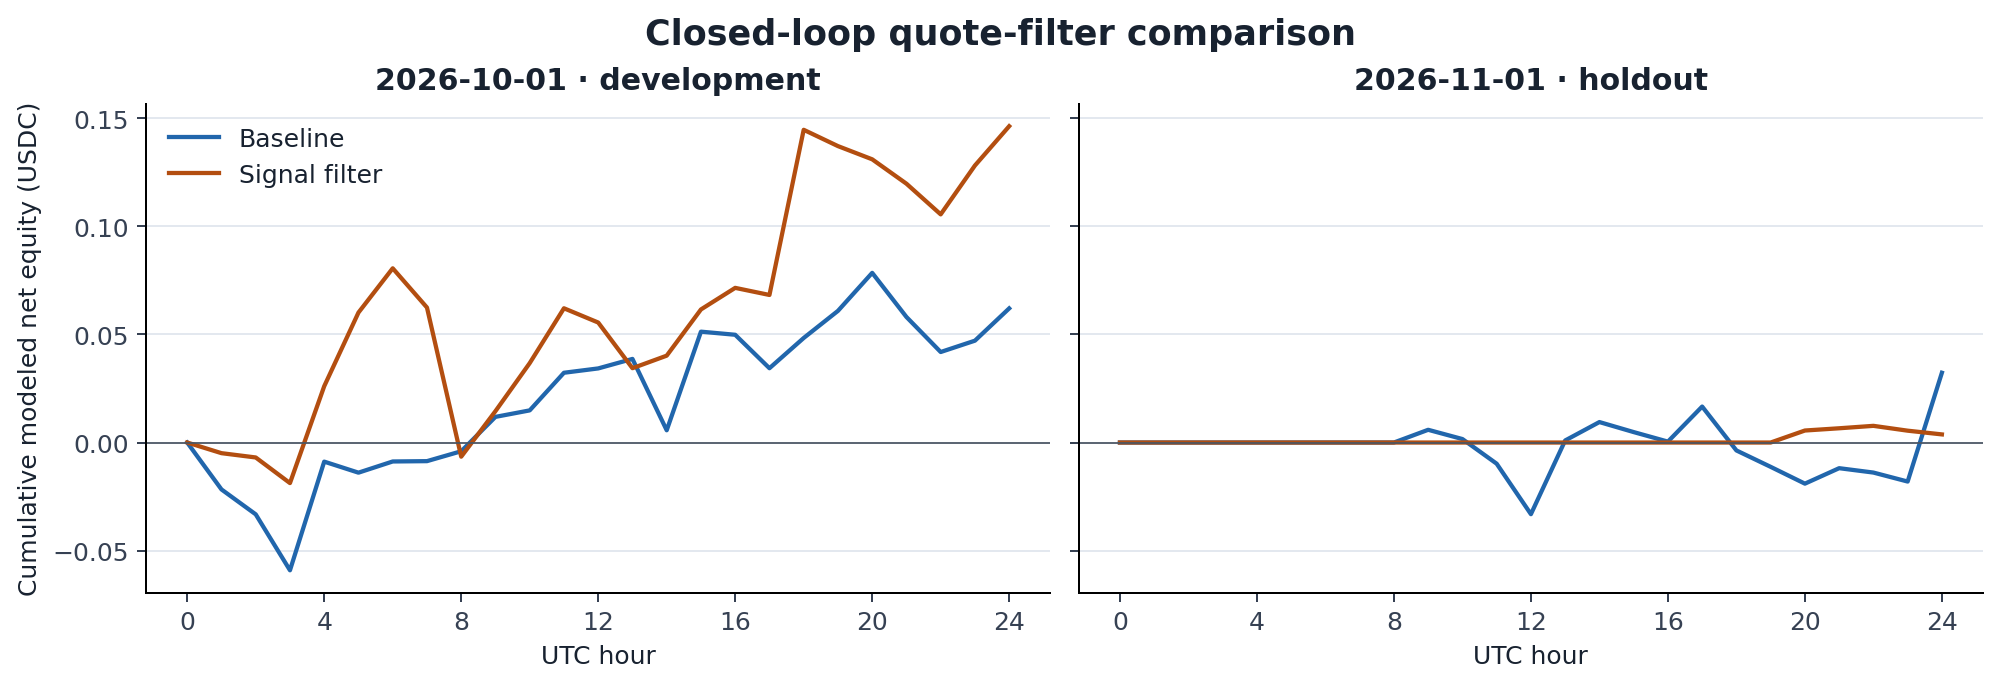 Closed-loop quote-filter comparison
2026-10-01 · development
2026-11-01 · holdout
Cumulative modeled net equity (USDC)
0.15
0.10
0.05
0.00
−0.05
Baseline
Signal filter
0 4 8 12 16 20 24
0 4 8 12 16 20 24
UTC hour
UTC hour